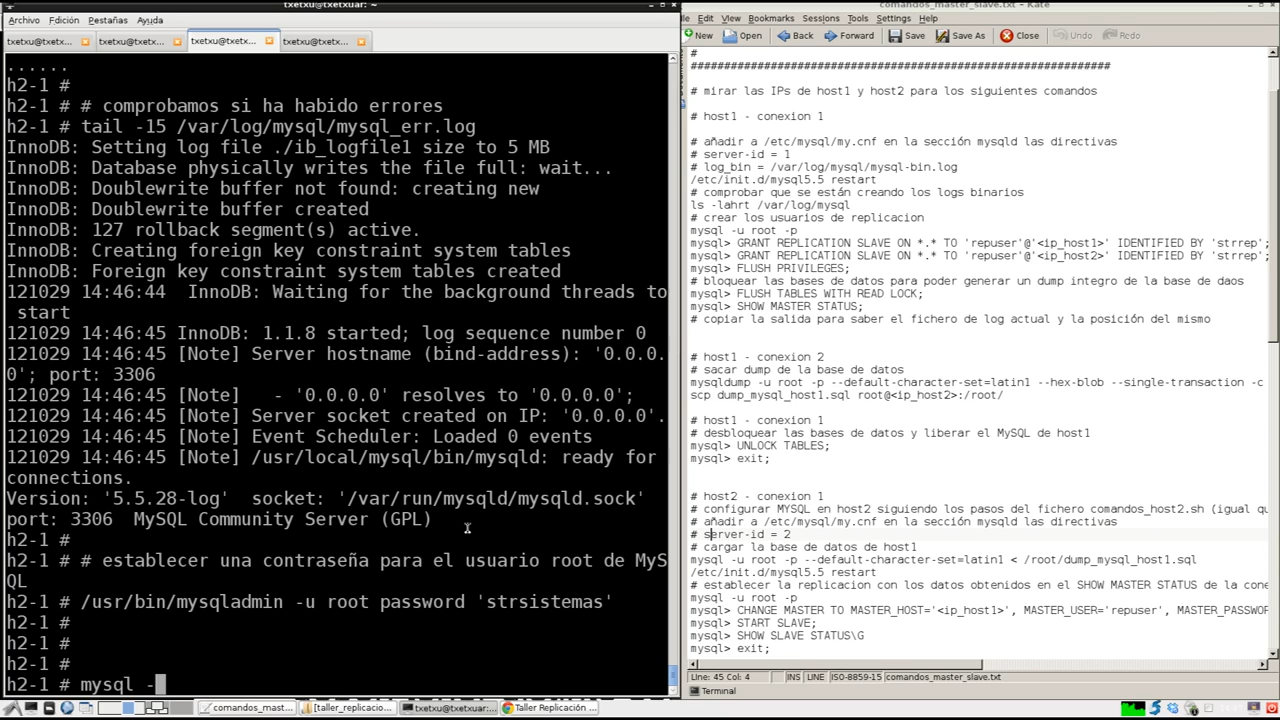 txetxu@txetxuar: ~
Archivo Edición Pestañas Ayuda
txetxu@txetx... txetxu@txetx... txetxu@txetx... txetxu@txetx...
......
h2-1 #
h2-1 # # comprobamos si ha habido errores
h2-1 # tail -15 /var/log/mysql/mysql_err.log
InnoDB: Setting log file ./ib_logfile1 size to 5 MB
InnoDB: Database physically writes the file full: wait...
InnoDB: Doublewrite buffer not found: creating new
InnoDB: Doublewrite buffer created
InnoDB: 127 rollback segment(s) active.
InnoDB: Creating foreign key constraint system tables
InnoDB: Foreign key constraint system tables created
121029 14:46:44  InnoDB: Waiting for the background threads to
 start
121029 14:46:45 InnoDB: 1.1.8 started; log sequence number 0
121029 14:46:45 [Note] Server hostname (bind-address): '0.0.0.
0'; port: 3306
121029 14:46:45 [Note]   - '0.0.0.0' resolves to '0.0.0.0';
121029 14:46:45 [Note] Server socket created on IP: '0.0.0.0'.
121029 14:46:45 [Note] Event Scheduler: Loaded 0 events
121029 14:46:45 [Note] /usr/local/mysql/bin/mysqld: ready for
connections.
Version: '5.5.28-log'  socket: '/var/run/mysqld/mysqld.sock'
port: 3306  MySQL Community Server (GPL)
h2-1 #
h2-1 # # establecer una contraseña para el usuario root de MyS
QL
h2-1 # /usr/bin/mysqladmin -u root password 'strsistemas'
h2-1 #
h2-1 #
h2-1 #
h2-1 # mysql -
comandos_master_slave.txt - Kate
File Edit View Bookmarks Sessions Tools Settings Help
New Open Back Forward Save Save As Close Undo Redo
#
###############################################################
# mirar las IPs de host1 y host2 para los siguientes comandos
# host1 - conexion 1
# añadir a /etc/mysql/my.cnf en la sección mysqld las directivas
# server-id = 1
# log_bin = /var/log/mysql/mysql-bin.log
/etc/init.d/mysql5.5 restart
# comprobar que se están creando los logs binarios
ls -lahrt /var/log/mysql
# crear los usuarios de replicacion
mysql -u root -p
mysql> GRANT REPLICATION SLAVE ON *.* TO 'repuser'@'<ip_host1>' IDENTIFIED BY 'strrep';
mysql> GRANT REPLICATION SLAVE ON *.* TO 'repuser'@'<ip_host2>' IDENTIFIED BY 'strrep';
mysql> FLUSH PRIVILEGES;
# bloquear las bases de datos para poder generar un dump integro de la base de daos
mysql> FLUSH TABLES WITH READ LOCK;
mysql> SHOW MASTER STATUS;
# copiar la salida para saber el fichero de log actual y la posición del mismo
# host1 - conexion 2
# sacar dump de la base de datos
mysqldump -u root -p --default-character-set=latin1 --hex-blob --single-transaction -c
scp dump_mysql_host1.sql root@<ip_host2>:/root/
# host1 - conexion 1
# desbloquear las bases de datos y liberar el MySQL de host1
mysql> UNLOCK TABLES;
mysql> exit;
# host2 - conexion 1
# configurar MYSQL en host2 siguiendo los pasos del fichero comandos_host2.sh (igual qu
# añadir a /etc/mysql/my.cnf en la sección mysqld las directivas
# server-id = 2
# cargar la base de datos de host1
mysql -u root -p --default-character-set=latin1 < /root/dump_mysql_host1.sql
/etc/init.d/mysql5.5 restart
# establecer la replicacion con los datos obtenidos en el SHOW MASTER STATUS de la cone
mysql -u root -p
mysql> CHANGE MASTER TO MASTER_HOST='<ip_host1>', MASTER_USER='repuser', MASTER_PASSWOR
mysql> START SLAVE;
mysql> SHOW SLAVE STATUS\G
mysql> exit;
Line: 45 Col: 4 INS LINE ISO-8859-15 comandos_master_slave.txt
Terminal
comandos_mast... [taller_replicacio... txetxu@txetxuar:... Taller Replicación ...